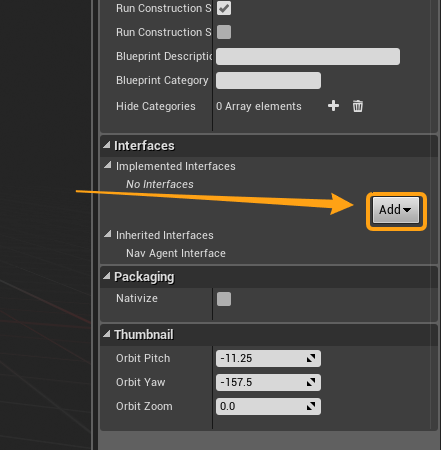 Run Construction S
Run Construction S
Blueprint Descriptio
Blueprint Category
Hide Categories 0 Array elements
Interfaces
Implemented Interfaces
No Interfaces
Add
Inherited Interfaces
Nav Agent Interface
Packaging
Nativize
Thumbnail
Orbit Pitch -11.25
Orbit Yaw -157.5
Orbit Zoom 0.0